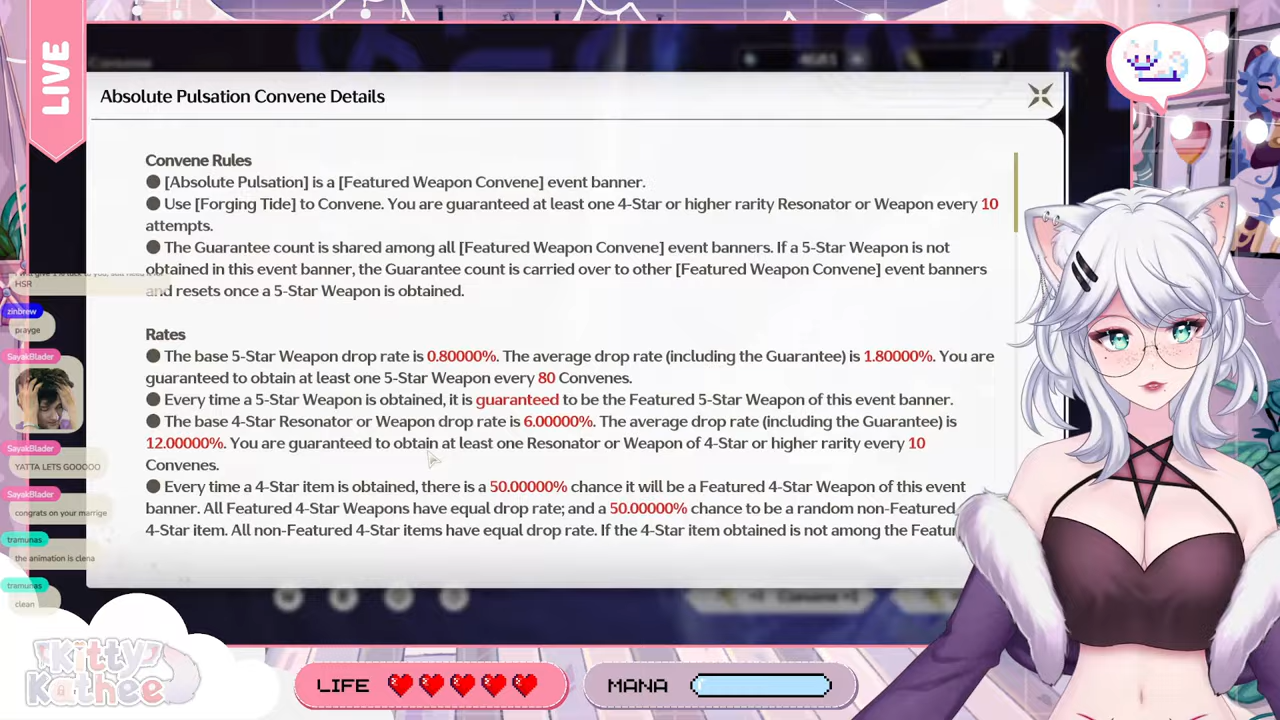 LIVE
Absolute Pulsation Convene Details
Convene Rules
● [Absolute Pulsation] is a [Featured Weapon Convene] event banner.
● Use [Forging Tide] to Convene. You are guaranteed at least one 4-Star or higher rarity Resonator or Weapon every 10
attempts.
● The Guarantee count is shared among all [Featured Weapon Convene] event banners. If a 5-Star Weapon is not
obtained in this event banner, the Guarantee count is carried over to other [Featured Weapon Convene] event banners
and resets once a 5-Star Weapon is obtained.
Rates
● The base 5-Star Weapon drop rate is 0.80000%. The average drop rate (including the Guarantee) is 1.80000%. You are
guaranteed to obtain at least one 5-Star Weapon every 80 Convenes.
● Every time a 5-Star Weapon is obtained, it is guaranteed to be the Featured 5-Star Weapon of this event banner.
● The base 4-Star Resonator or Weapon drop rate is 6.00000%. The average drop rate (including the Guarantee) is
12.00000%. You are guaranteed to obtain at least one Resonator or Weapon of 4-Star or higher rarity every 10
Convenes.
● Every time a 4-Star item is obtained, there is a 50.00000% chance it will be a Featured 4-Star Weapon of this event
banner. All Featured 4-Star Weapons have equal drop rate; and a 50.00000% chance to be a random non-Featured
4-Star item. All non-Featured 4-Star items have equal drop rate. If the 4-Star item obtained is not among the Featur
HSR
zinbrew
prayge
SayakBlader
SayakBlader
YATTA LETS GOOOOO
SayakBlader
congrats on your marrige
tramunas
the animation is clena
tramunas
clean
Convene ×1
Kitty
Kathee
LIFE
MANA